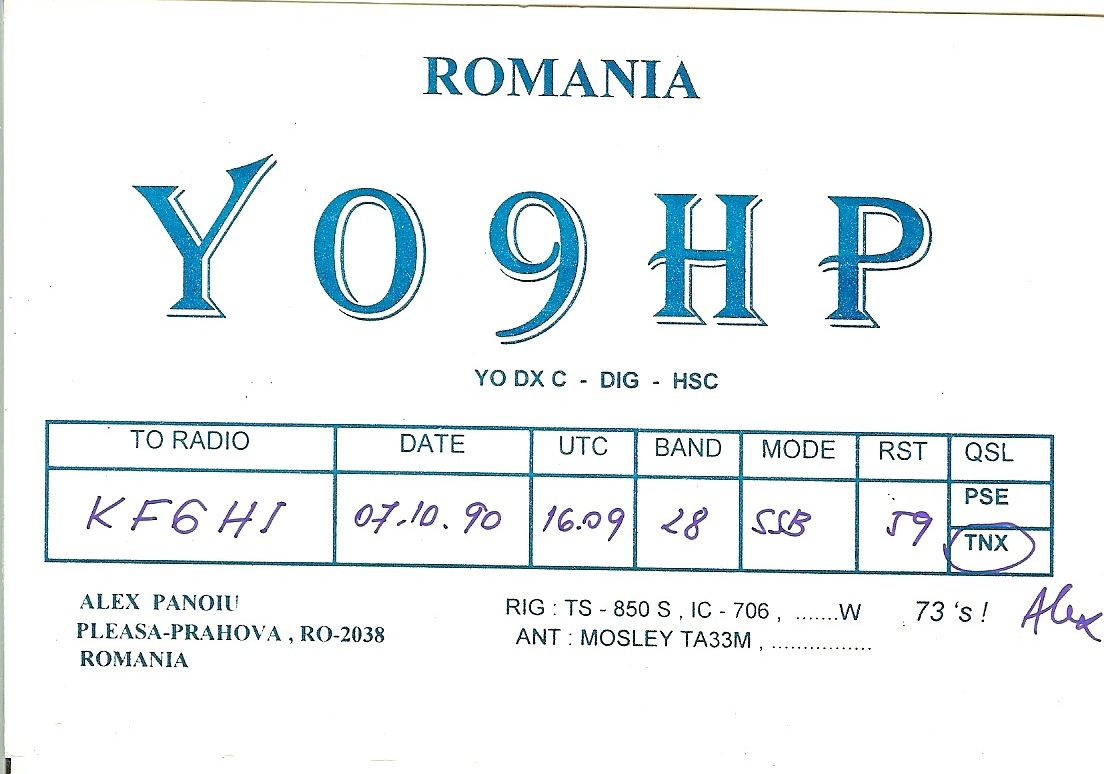 ROMANIA
YO9HP
YO DX C - DIG - HSC
TO RADIO DATE UTC BAND MODE RST QSL
PSE
KF6HI 07.10.90 16.09 28 SSB 59
TNX
ALEX PANOIU
PLEASA-PRAHOVA , RO-2038
ROMANIA
RIG : TS - 850 S , IC - 706 , .......W 73 's ! Alex
ANT : MOSLEY TA33M , .................